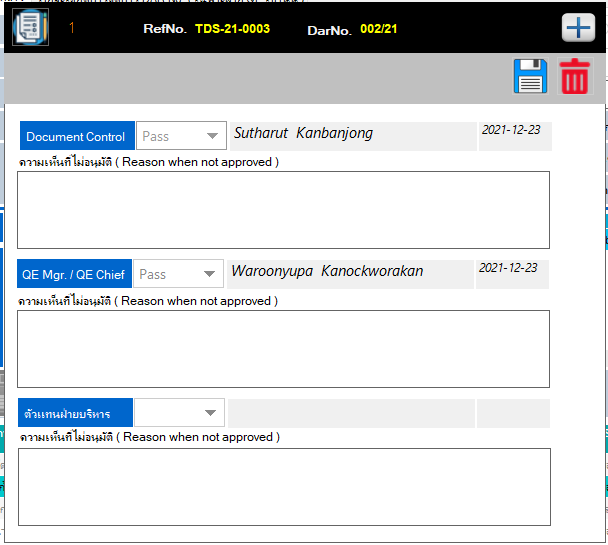 1 RefNo. TDS-21-0003 DarNo. 002/21
Document Control Pass Sutharut Kanbanjong 2021-12-23
ความเห็นที่ไม่อนุมัติ ( Reason when not approved )
QE Mgr. / QE Chief Pass Waroonyupa Kanockworakan 2021-12-23
ความเห็นที่ไม่อนุมัติ ( Reason when not approved )
ตัวแทนฝ่ายบริหาร
ความเห็นที่ไม่อนุมัติ ( Reason when not approved )